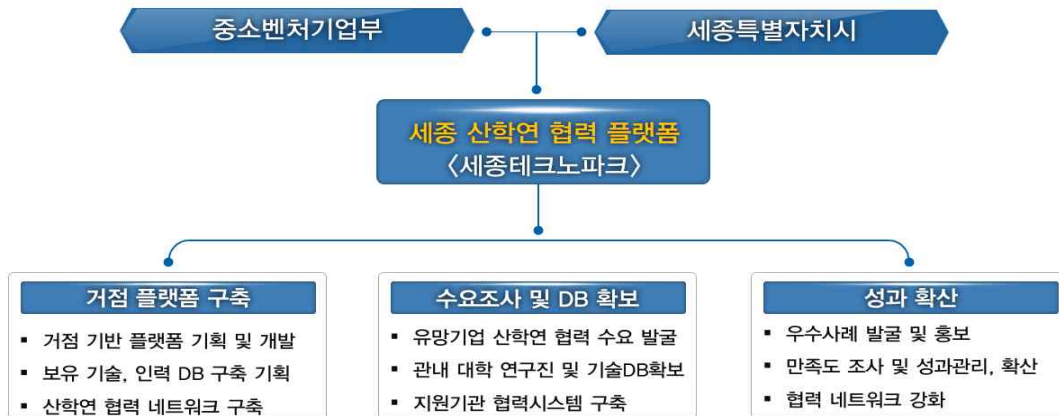 중소벤처기업부
세종특별자치시
세종 산학연 협력 플랫폼
〈세종테크노파크〉
거점 플랫폼 구축
▪ 거점 기반 플랫폼 기획 및 개발
▪ 보유 기술, 인력 DB 구축 기획
▪ 산학연 협력 네트워크 구축
수요조사 및 DB 확보
▪ 유망기업 산학연 협력 수요 발굴
▪ 관내 대학 연구진 및 기술DB확보
▪ 지원기관 협력시스템 구축
성과 확산
▪ 우수사례 발굴 및 홍보
▪ 만족도 조사 및 성과관리, 확산
▪ 협력 네트워크 강화